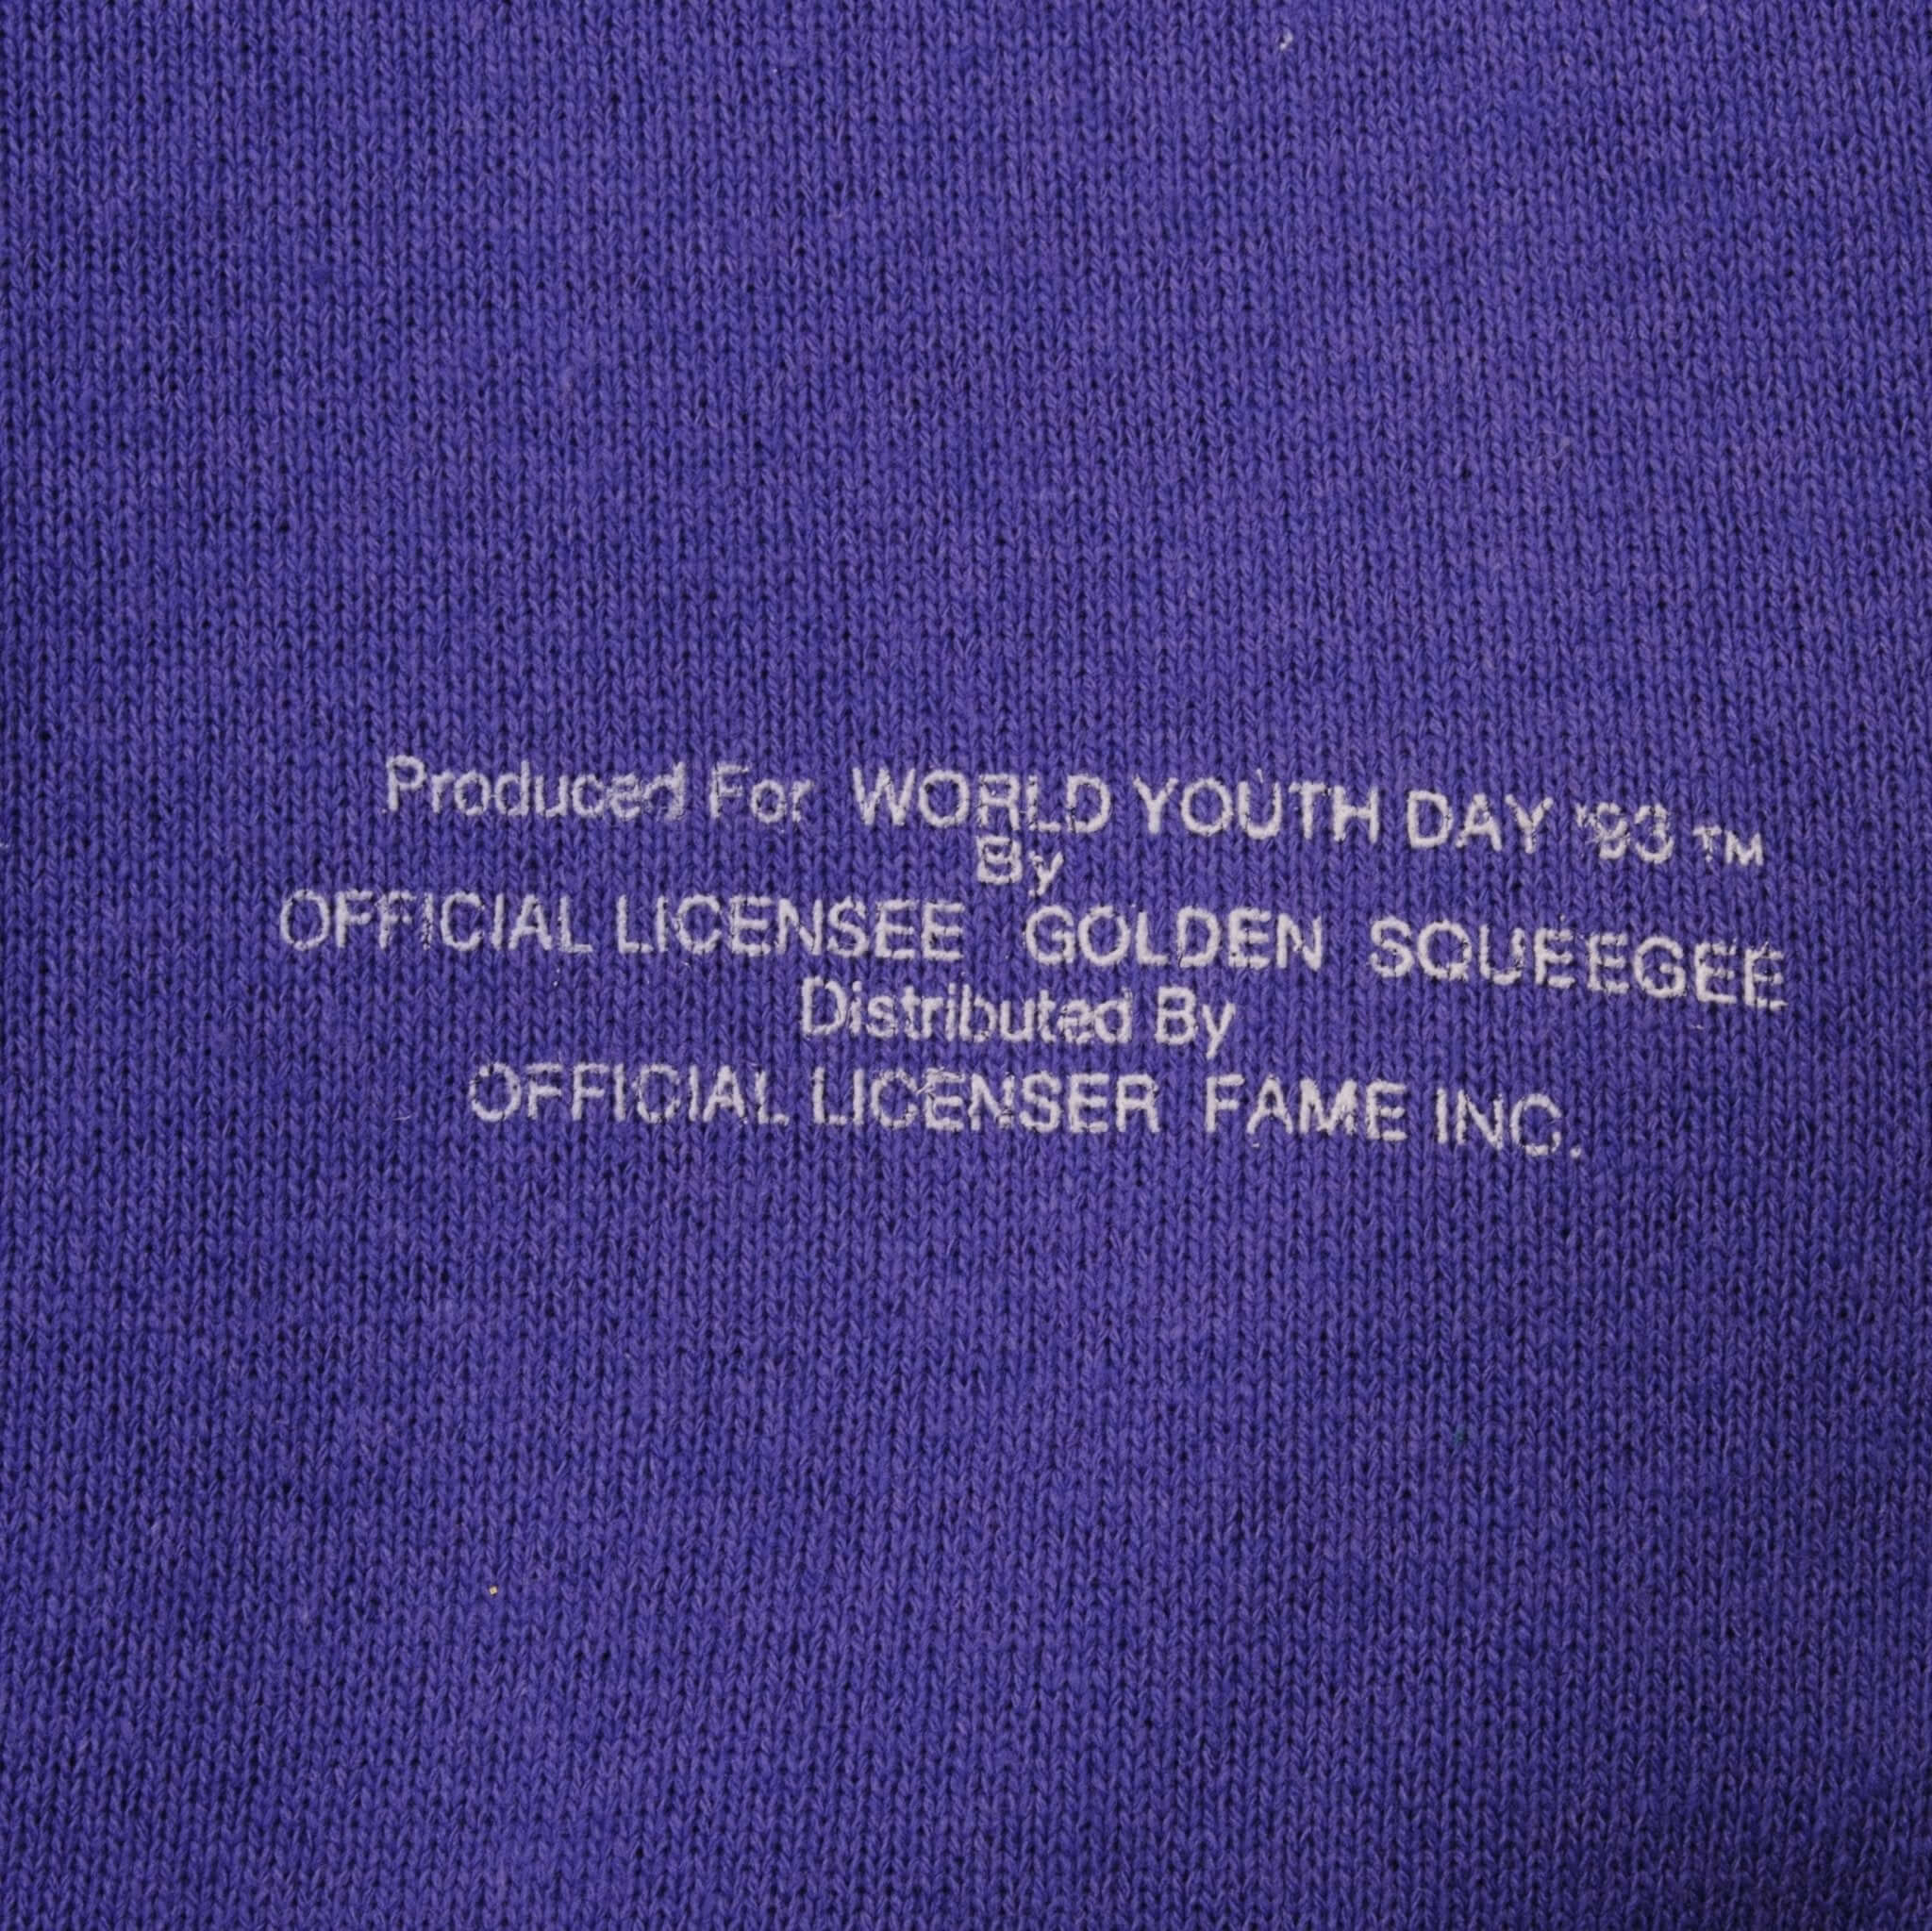 Produced For WORLD YOUTH DAY '93 TM
By
OFFICIAL LICENSEE GOLDEN SQUEEGEE
Distributed By
OFFICIAL LICENSER FAME INC.